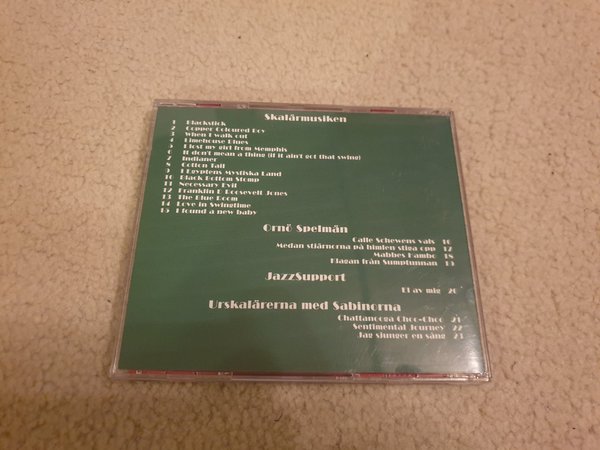 Skalärmusiken
1 Blackstick
2 Copper Coloured Boy
3 When I walk out
4 Limehouse Blues
5 I lost my girl from Memphis
6 It don't mean a thing (if it ain't got that swing)
7 Indianer
8 Cotton Tail
9 I Egyptens Mystiska Land
10 Black Bottom Stomp
11 Necessary Evil
12 Franklin D Roosevelt Jones
13 The Blue Room
14 Love in Swingtime
15 I found a new baby
Ornö Spelmän
Calle Schewens vals 16
Medan stjärnorna på himlen stiga opp 17
Mabbes Hambo 18
Klagan från Sumptunnan 19
JazzSupport
El av mig 20
Urskalärerna med Sabinorna
Chattanooga Choo-Choo 21
Sentimental Journey 22
Jag sjunger en sång 23